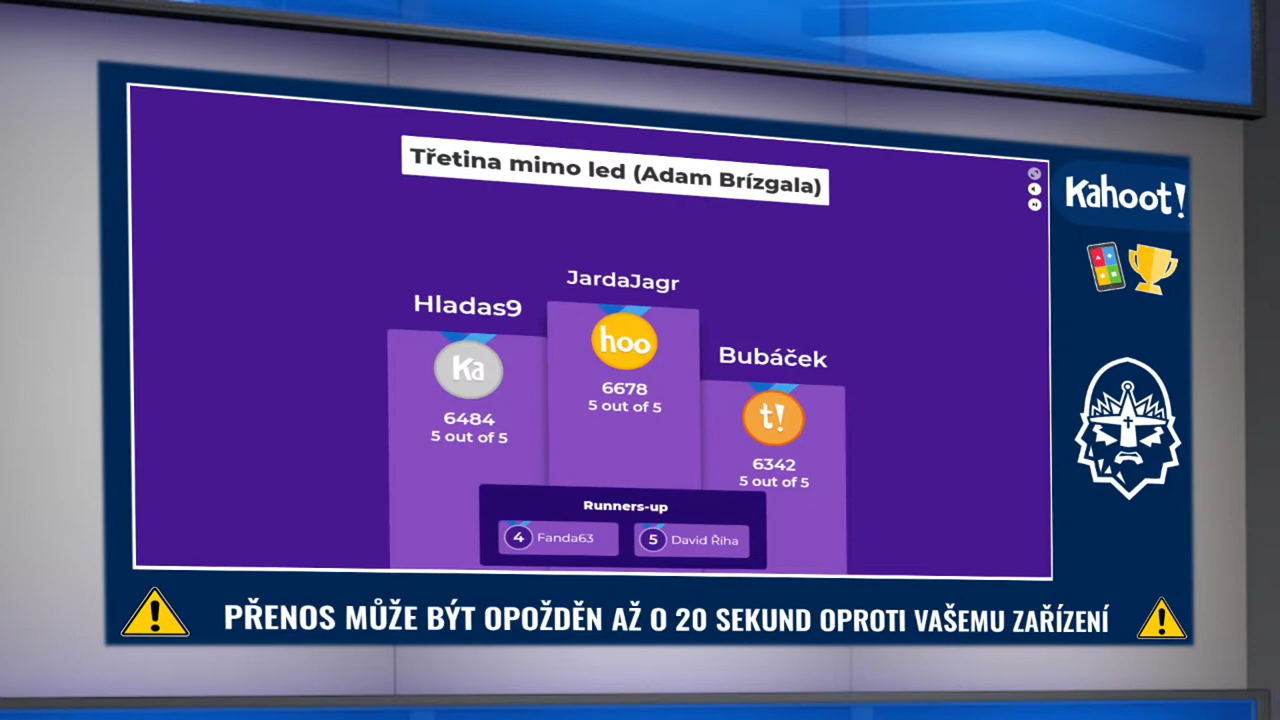 Třetina mimo led (Adam Brízgala)
Kahoot!
JardaJagr
Hladas9
Bubáček
hoo
6678
5 out of 5
Ka
6484
5 out of 5
t!
6342
5 out of 5
Runners-up
4 Fanda63
5 David Říha
PŘENOS MŮŽE BÝT OPOŽDĚN AŽ O 20 SEKUND OPROTI VAŠEMU ZAŘÍZENÍ